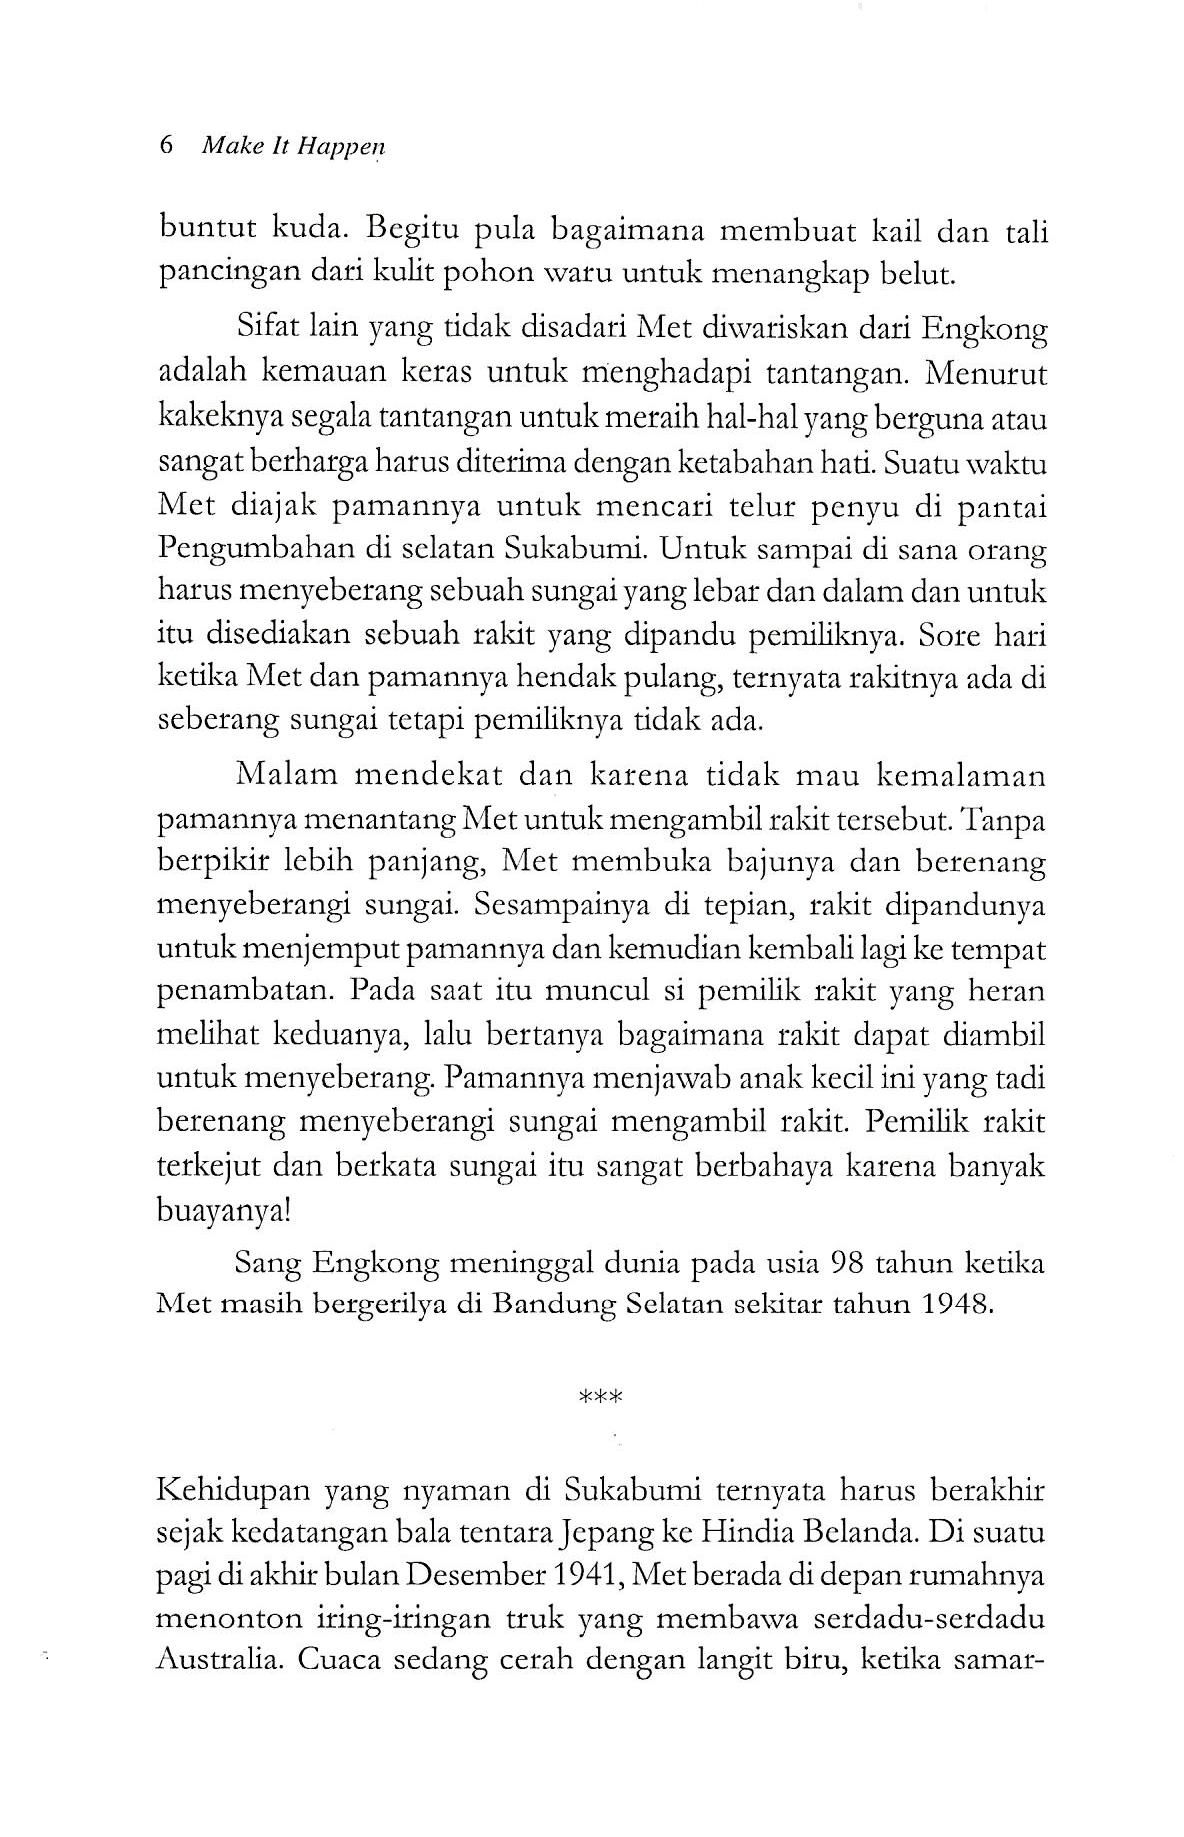 6 Make It Happen
buntut kuda. Begitu pula bagaimana membuat kail dan tali
pancingan dari kulit pohon waru untuk menangkap belut.
Sifat lain yang tidak disadari Met diwariskan dari Engkong
adalah kemauan keras untuk menghadapi tantangan. Menurut
kakeknya segala tantangan untuk meraih hal-hal yang berguna atau
sangat berharga harus diterima dengan ketabahan hati. Suatu waktu
Met diajak pamannya untuk mencari telur penyu di pantai
Pengumbahan di selatan Sukabumi. Untuk sampai di sana orang
harus menyeberang sebuah sungai yang lebar dan dalam dan untuk
itu disediakan sebuah rakit yang dipandu pemiliknya. Sore hari
ketika Met dan pamannya hendak pulang, ternyata rakitnya ada di
seberang sungai tetapi pemiliknya tidak ada.
Malam mendekat dan karena tidak mau kemalaman
pamannya menantang Met untuk mengambil rakit tersebut. Tanpa
berpikir lebih panjang, Met membuka bajunya dan berenang
menyeberangi sungai. Sesampainya di tepian, rakit dipandunya
untuk menjemput pamannya dan kemudian kembali lagi ke tempat
penambatan. Pada saat itu muncul si pemilik rakit yang heran
melihat keduanya, lalu bertanya bagaimana rakit dapat diambil
untuk menyeberang. Pamannya menjawab anak kecil ini yang tadi
berenang menyeberangi sungai mengambil rakit. Pemilik rakit
terkejut dan berkata sungai itu sangat berbahaya karena banyak
buayanya!
Sang Engkong meninggal dunia pada usia 98 tahun ketika
Met masih bergerilya di Bandung Selatan sekitar tahun 1948.
***
Kehidupan yang nyaman di Sukabumi ternyata harus berakhir
sejak kedatangan bala tentara Jepang ke Hindia Belanda. Di suatu
pagi di akhir bulan Desember 1941, Met berada di depan rumahnya
menonton iring-iringan truk yang membawa serdadu-serdadu
Australia. Cuaca sedang cerah dengan langit biru, ketika samar-